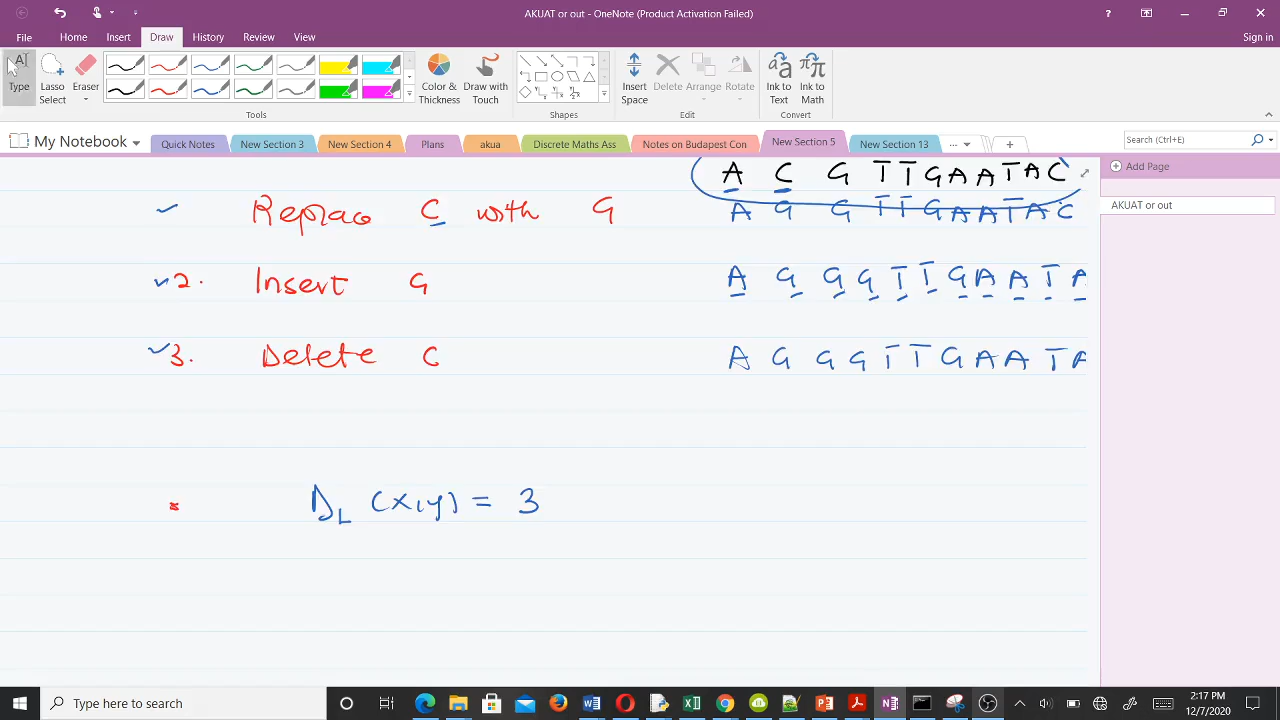 AKUAT or out - OneNote (Product Activation Failed)
? Sign in
File Home Insert Draw History Review View
Type Lasso Select Eraser Color & Thickness Draw with Touch Insert Space Delete Arrange Rotate Ink to Text Ink to Math
Tools Shapes Edit Convert
My Notebook Quick Notes New Section 3 New Section 4 Plans akua Discrete Maths Ass Notes on Budapest Con New Section 5 New Section 13 ... Search (Ctrl+E)
Add Page
AKUAT or out
A C G T T G A A T A C
Replace C with G A G G T T G A A T A C
2. Insert G A G G G T T G A A T A
3. Delete C A G G G T T G A A T A
D_L (x,y) = 3
Type here to search
2:17 PM
12/7/2020